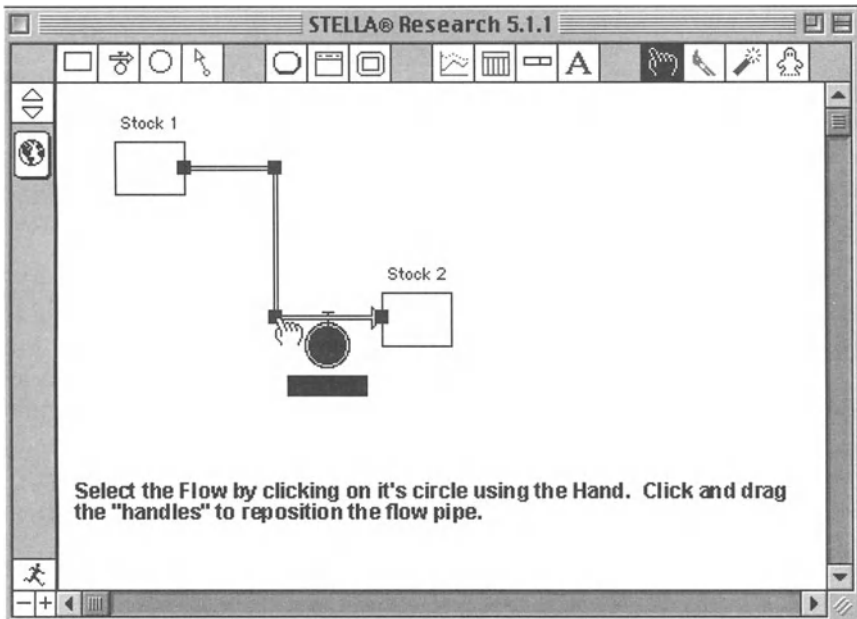 STELLA® Research 5.1.1
A
Stock 1
Stock 2
Select the Flow by clicking on it's circle using the Hand. Click and drag
the "handles" to reposition the flow pipe.